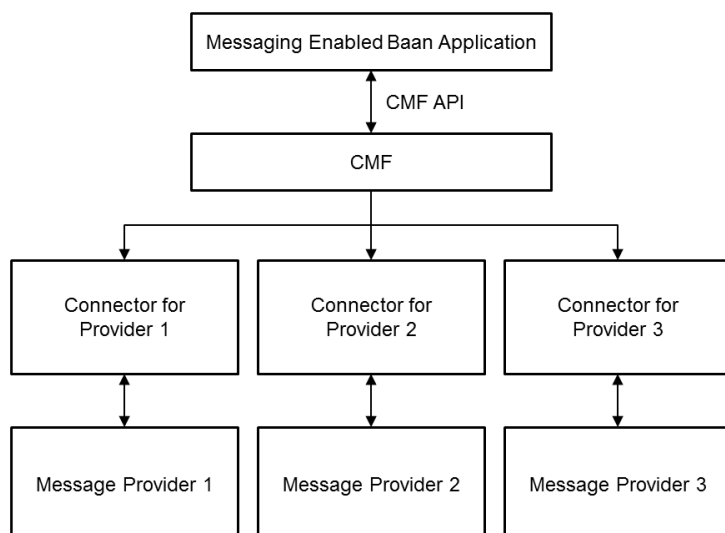 Messaging Enabled Baan Application
CMF API
CMF
Connector for
Provider 1
Connector for
Provider 2
Connector for
Provider 3
Message Provider 1
Message Provider 2
Message Provider 3